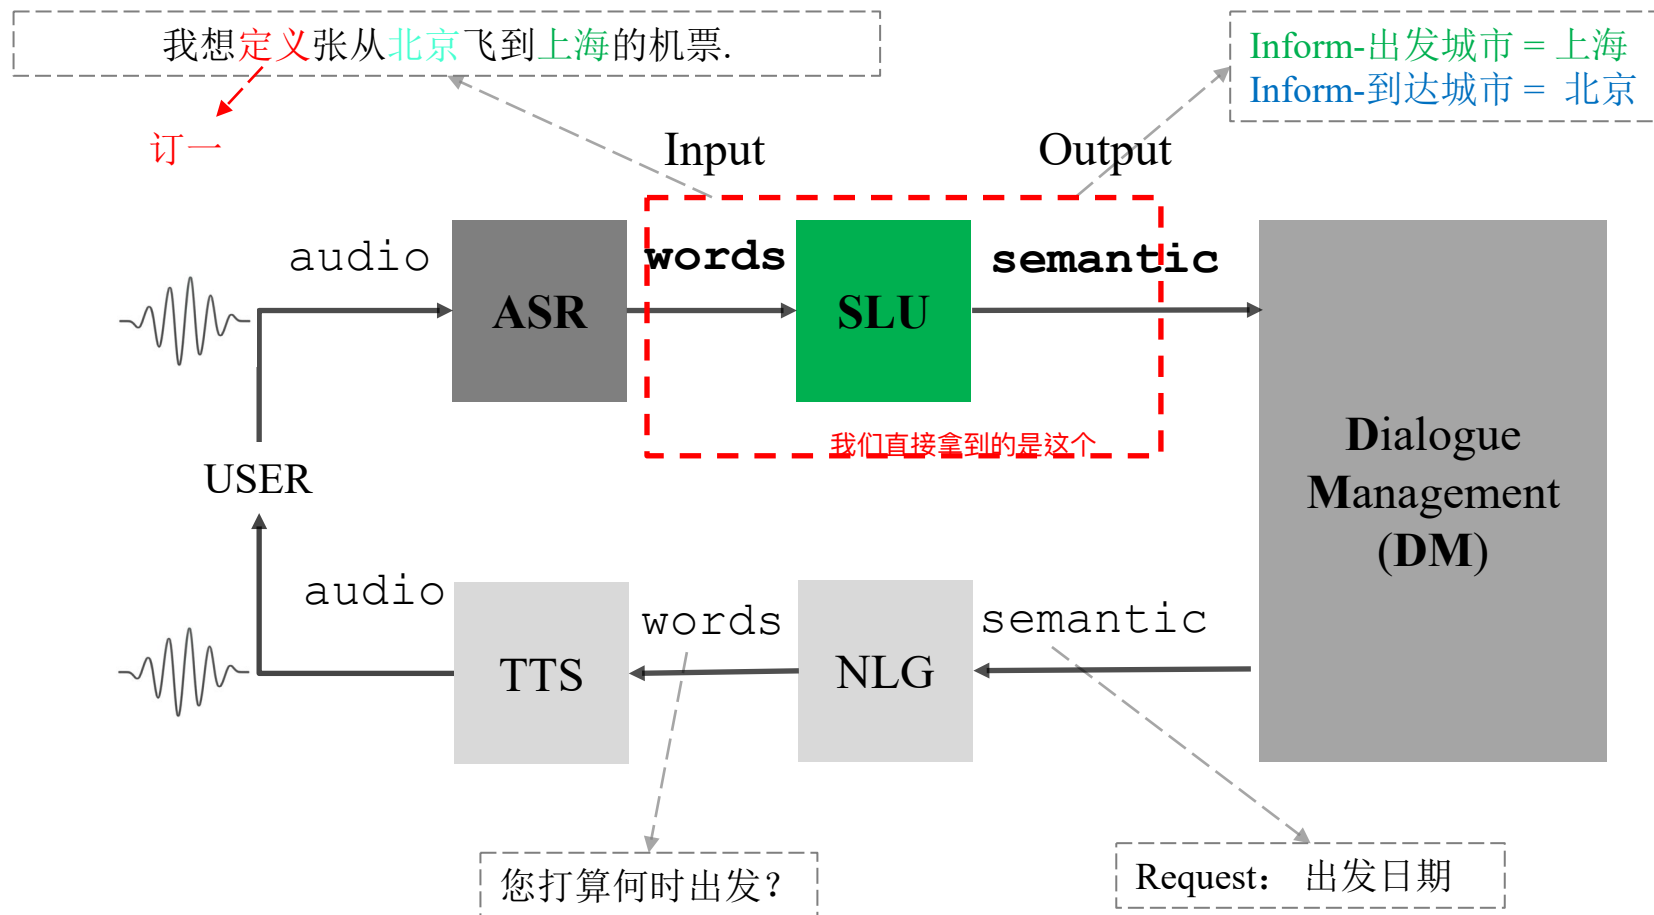 我想定义张从北京飞到上海的机票.
Inform-出发城市 = 上海
Inform-到达城市 = 北京
订一
Input
Output
audio
words
semantic
ASR
SLU
我们直接拿到的是这个
Dialogue
Management
(DM)
USER
audio
words
semantic
TTS
NLG
您打算何时出发?
Request： 出发日期